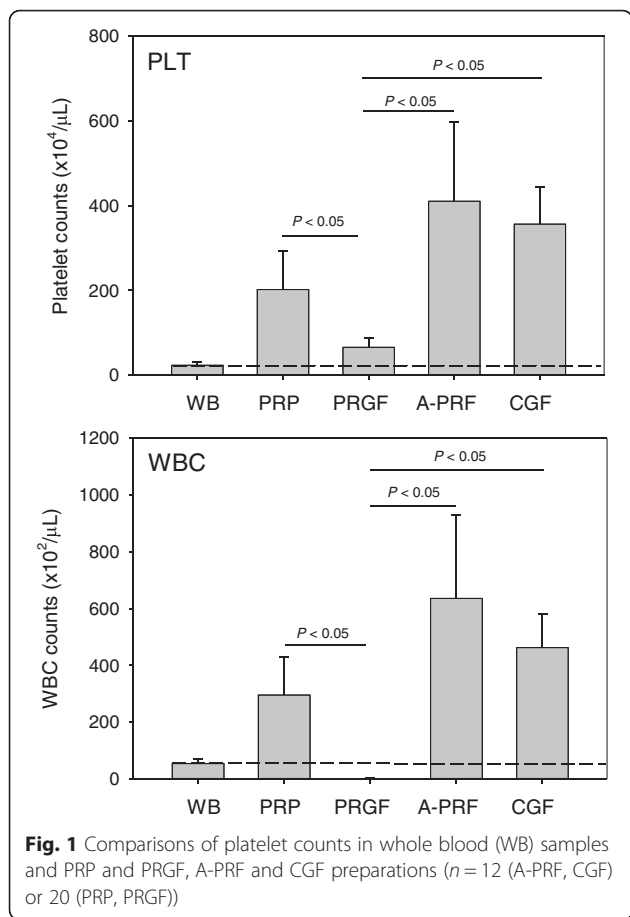 800
PLT
P < 0.05
600
P < 0.05
Platelet counts (x10⁴/µL)
400
P < 0.05
200
0
WB PRP PRGF A-PRF CGF
1200
WBC
P < 0.05
1000
P < 0.05
800
WBC counts (x10²/µL)
600
P < 0.05
400
200
0
WB PRP PRGF A-PRF CGF
Fig. 1 Comparisons of platelet counts in whole blood (WB) samples
and PRP and PRGF, A-PRF and CGF preparations (n = 12 (A-PRF, CGF)
or 20 (PRP, PRGF))